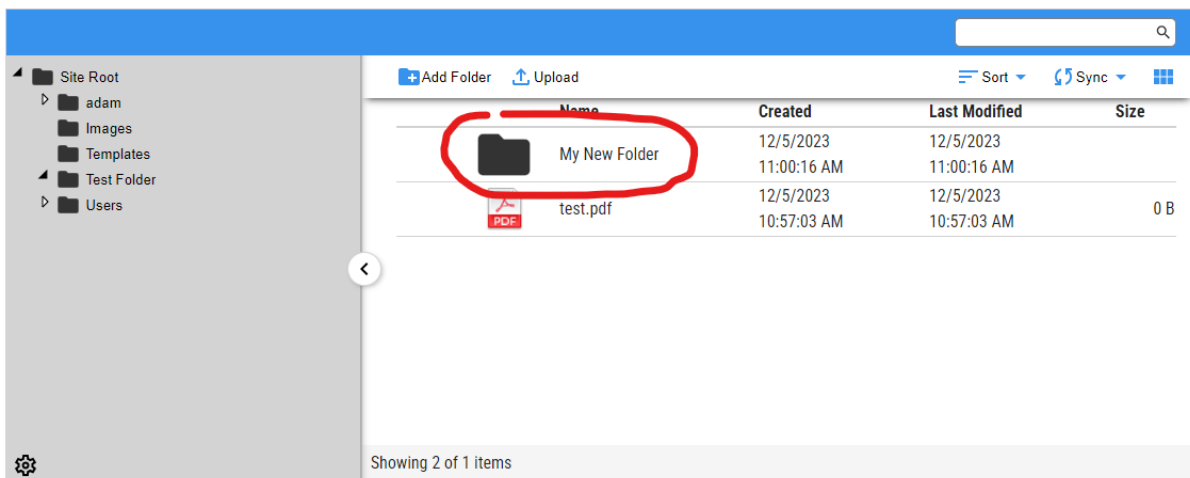 Site Root
adam
Images
Templates
Test Folder
Users
Add Folder Upload Sort Sync
Name Created Last Modified Size
My New Folder 12/5/2023 11:00:16 AM 12/5/2023 11:00:16 AM
test.pdf 12/5/2023 10:57:03 AM 12/5/2023 10:57:03 AM 0 B
PDF
Showing 2 of 1 items